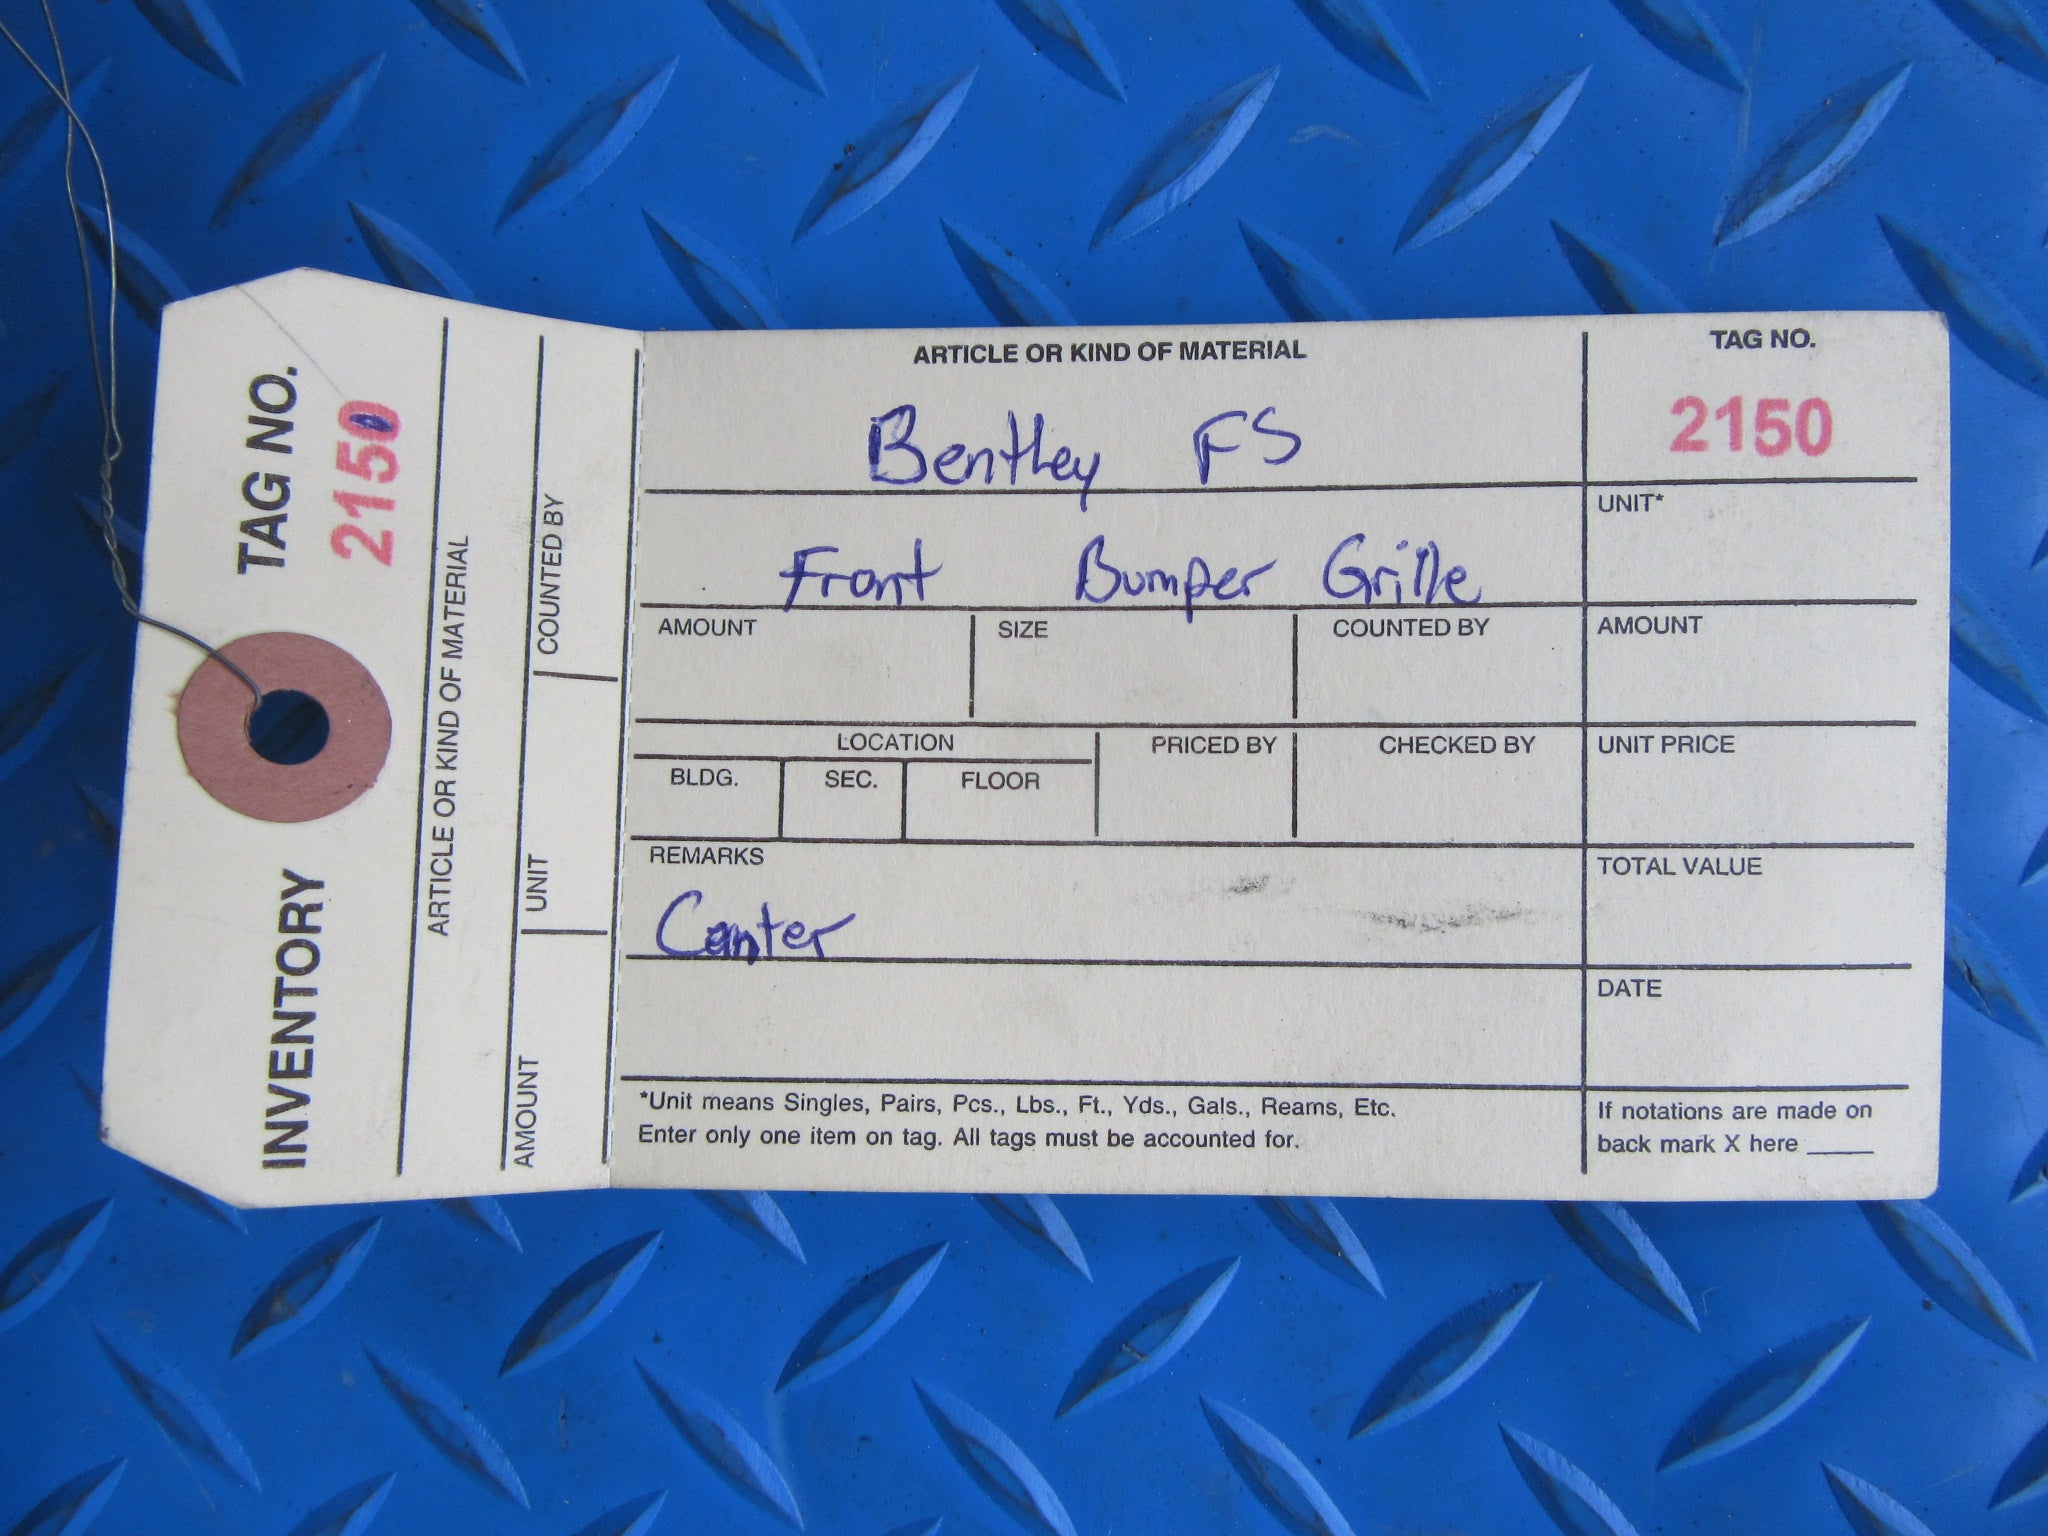 TAG NO.
2150
INVENTORY
ARTICLE OR KIND OF MATERIAL
COUNTED BY
UNIT
AMOUNT
ARTICLE OR KIND OF MATERIAL
Bentley FS
TAG NO.
2150
Front Bumper Grille
UNIT*
AMOUNT SIZE COUNTED BY AMOUNT
LOCATION PRICED BY CHECKED BY UNIT PRICE
BLDG. SEC. FLOOR
REMARKS
Center
TOTAL VALUE
DATE
*Unit means Singles, Pairs, Pcs., Lbs., Ft., Yds., Gals., Reams, Etc.
Enter only one item on tag. All tags must be accounted for.
If notations are made on
back mark X here ____